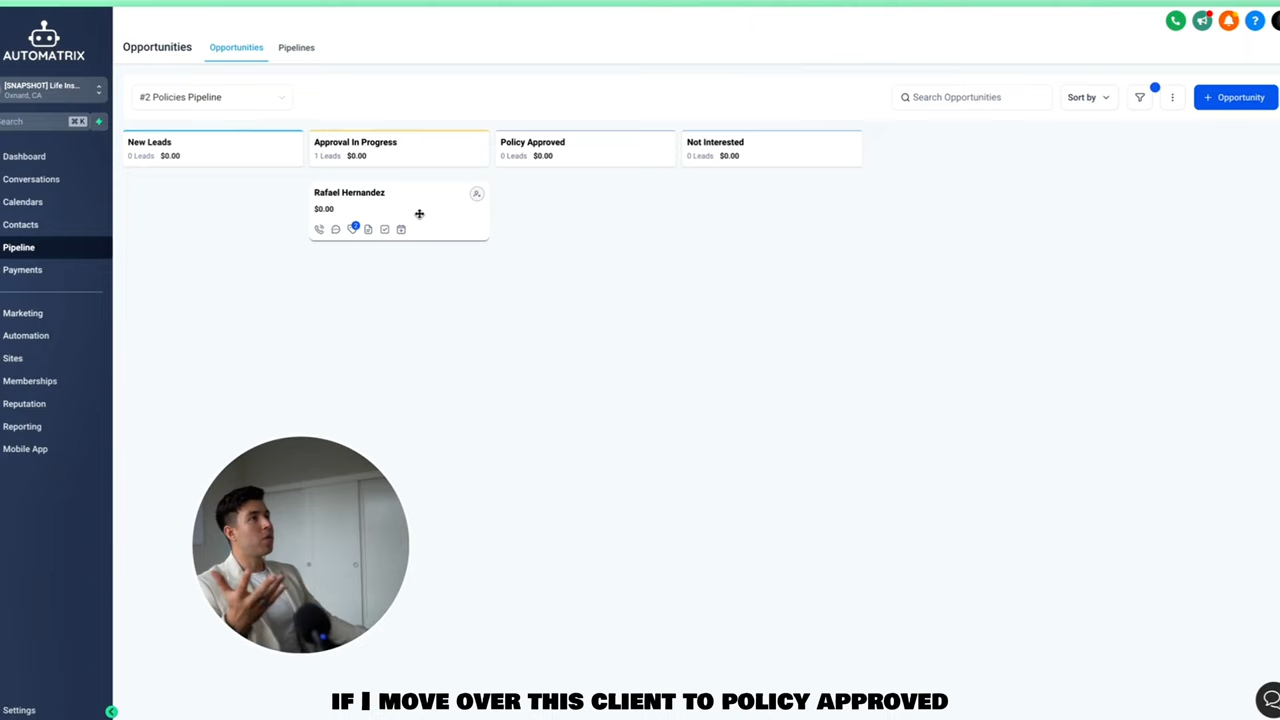 AUTOMATRIX
[SNAPSHOT] Life Ins...
Oxnard, CA
Search
⌘K
Dashboard
Conversations
Calendars
Contacts
Pipeline
Payments
Marketing
Automation
Sites
Memberships
Reputation
Reporting
Mobile App
Settings
Opportunities
Opportunities
Pipelines
#2 Policies Pipeline
Search Opportunities
Sort by
+ Opportunity
New Leads
0 Leads $0.00
Approval In Progress
1 Leads $0.00
Policy Approved
0 Leads $0.00
Not Interested
0 Leads $0.00
Rafael Hernandez
$0.00
IF I MOVE OVER THIS CLIENT TO POLICY APPROVED